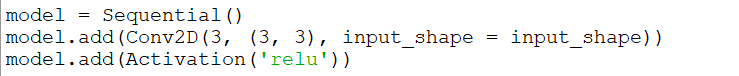 model = Sequential()
model.add(Conv2D(3, (3, 3), input_shape = input_shape))
model.add(Activation('relu'))